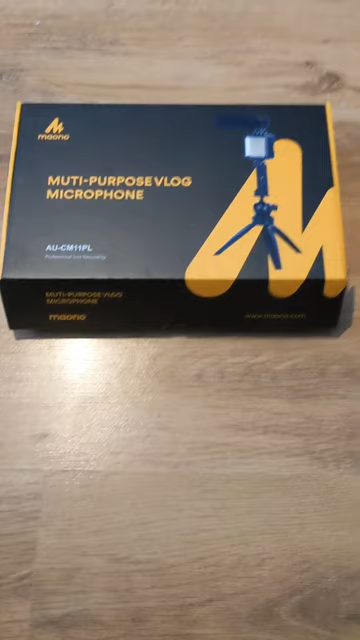 maono
MUTI-PURPOSE VLOG
MICROPHONE
AU-CM11PL
Professional Live Recording
MUTI-PURPOSE VLOG
MICROPHONE
maono
www.maono.com